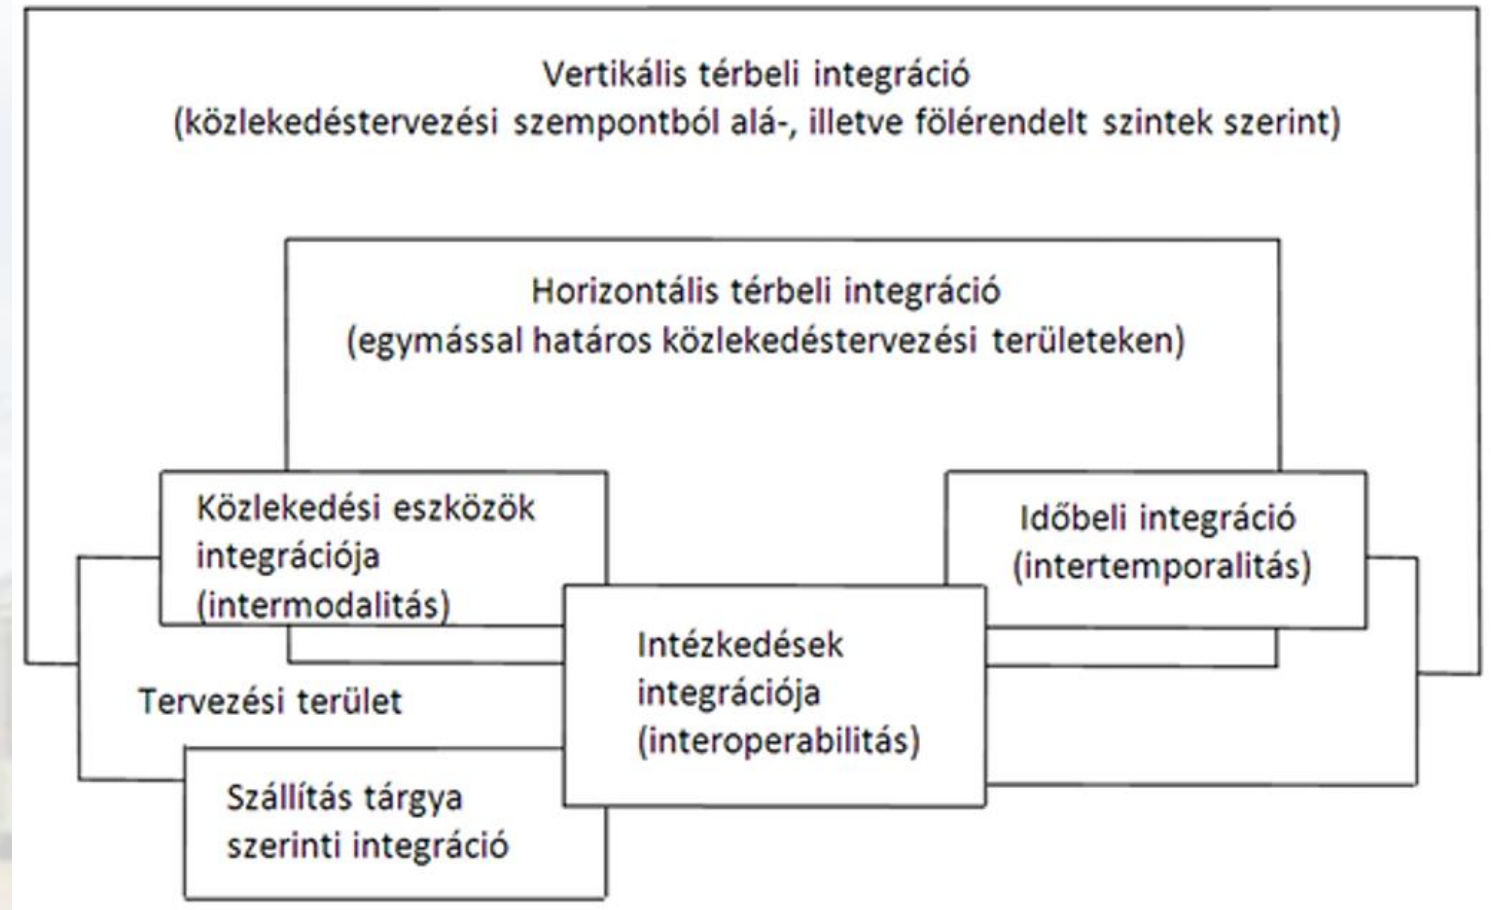 Vertikális térbeli integráció
(közlekedéstervezési szempontból alá-, illetve fölérendelt szintek szerint)
Horizontális térbeli integráció
(egymással határos közlekedéstervezési területeken)
Közlekedési eszközök
integrációja
(intermodalitás)
Időbeli integráció
(intertemporalitás)
Intézkedések
integrációja
(interoperabilitás)
Tervezési terület
Szállítás tárgya
szerinti integráció